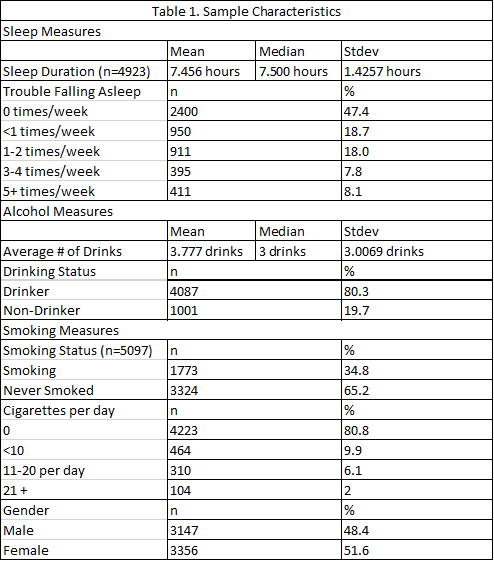 Table 1. Sample Characteristics
Sleep Measures
Mean Median Stdev
Sleep Duration (n=4923) 7.456 hours 7.500 hours 1.4257 hours
Trouble Falling Asleep n %
0 times/week 2400 47.4
<1 times/week 950 18.7
1-2 times/week 911 18.0
3-4 times/week 395 7.8
5+ times/week 411 8.1
Alcohol Measures
Mean Median Stdev
Average # of Drinks 3.777 drinks 3 drinks 3.0069 drinks
Drinking Status n %
Drinker 4087 80.3
Non-Drinker 1001 19.7
Smoking Measures
Smoking Status (n=5097) n %
Smoking 1773 34.8
Never Smoked 3324 65.2
Cigarettes per day n %
0 4223 80.8
<10 464 9.9
11-20 per day 310 6.1
21 + 104 2
Gender n %
Male 3147 48.4
Female 3356 51.6